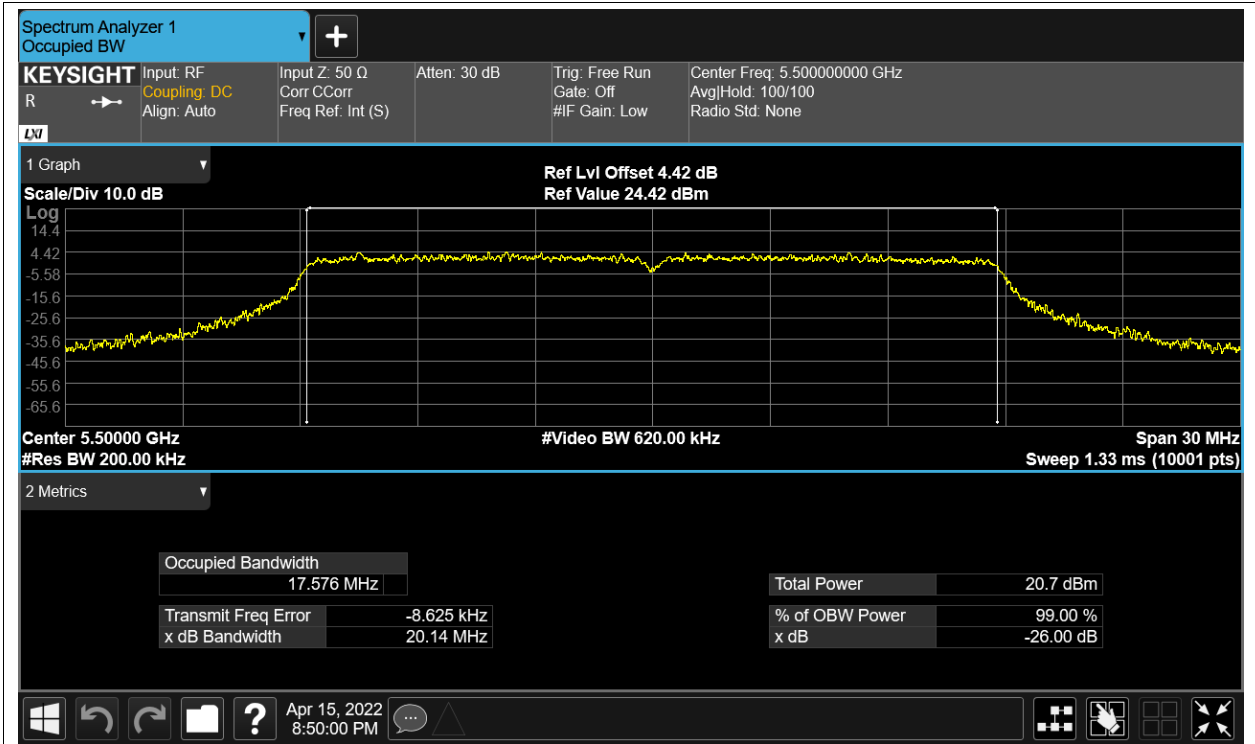 Spectrum Analyzer 1
Occupied BW
KEYSIGHT
R
LXI
Input: RF
Coupling: DC
Align: Auto
Input Z: 50 Ω
Corr CCorr
Freq Ref: Int (S)
Atten: 30 dB
Trig: Free Run
Gate: Off
#IF Gain: Low
Center Freq: 5.500000000 GHz
Avg|Hold: 100/100
Radio Std: None
1 Graph
Scale/Div 10.0 dB
Ref Lvl Offset 4.42 dB
Ref Value 24.42 dBm
Log
14.4
4.42
-5.58
-15.6
-25.6
-35.6
-45.6
-55.6
-65.6
Center 5.50000 GHz
#Res BW 200.00 kHz
#Video BW 620.00 kHz
Span 30 MHz
Sweep 1.33 ms (10001 pts)
2 Metrics
Occupied Bandwidth
17.576 MHz
Transmit Freq Error -8.625 kHz
x dB Bandwidth 20.14 MHz
Total Power 20.7 dBm
% of OBW Power 99.00 %
x dB -26.00 dB
?
Apr 15, 2022
8:50:00 PM